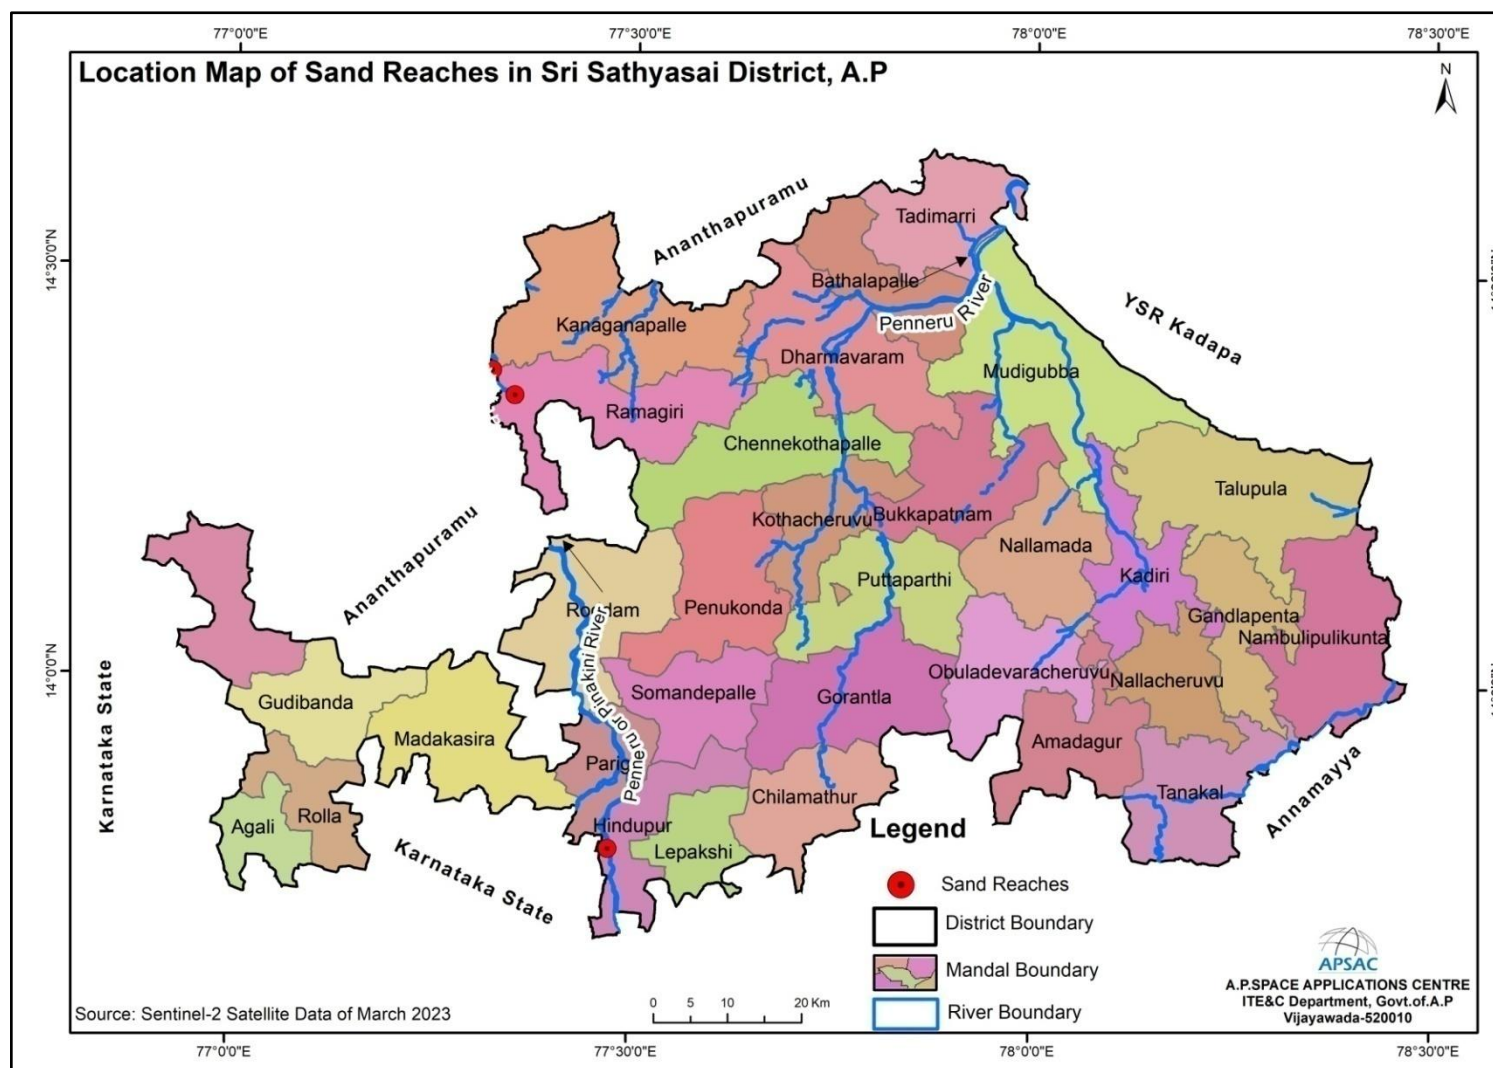 77°0'0"E
77°30'0"E
78°0'0"E
78°30'0"E
Location Map of Sand Reaches in Sri Sathyasai District, A.P
N
Ananthapuramu
Tadimarri
14°30'0"N
Bathalapalle
Penneru River
YSR Kadapa
Kanaganapalle
Dharmavaram
Mudigubba
Ramagiri
Chennekothapalle
Talupula
Ananthapuramu
Kothacheruvu
Bukkapatnam
Nallamada
Puttaparthi
Kadiri
Roddam
Penukonda
Gandlapenta
Nambulipulikunta
14°0'0"N
Karnataka State
Gudibanda
Penneru or Pinakini River
Somandepalle
Gorantla
Obuladevaracheruvu
Nallacheruvu
Madakasira
Amadagur
Parigi
Tanakal
Annamayya
Chilamathur
Agali
Rolla
Hindupur
Lepakshi
Karnataka State
Legend
Sand Reaches
District Boundary
Mandal Boundary
River Boundary
APSAC
A.P.SPACE APPLICATIONS CENTRE
ITE&C Department, Govt.of.A.P
Vijayawada-520010
0 5 10 20 Km
Source: Sentinel-2 Satellite Data of March 2023
77°0'0"E
77°30'0"E
78°0'0"E
78°30'0"E